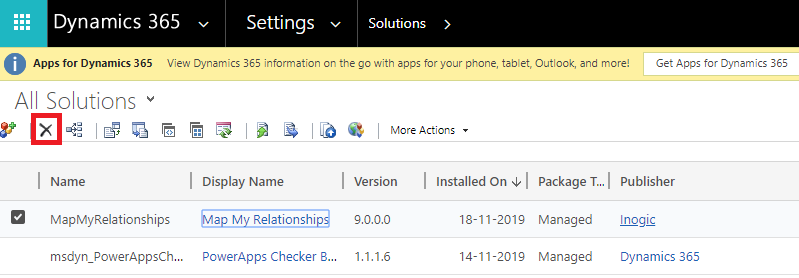 Dynamics 365 Settings Solutions
Apps for Dynamics 365 View Dynamics 365 information on the go with apps for your phone, tablet, Outlook, and more! Get Apps for Dynamics 365
All Solutions
More Actions
Name Display Name Version Installed On Package T... Publisher
MapMyRelationships Map My Relationships 9.0.0.0 18-11-2019 Managed Inogic
msdyn_PowerAppsCh... PowerApps Checker B... 1.1.1.6 14-11-2019 Managed Dynamics 365